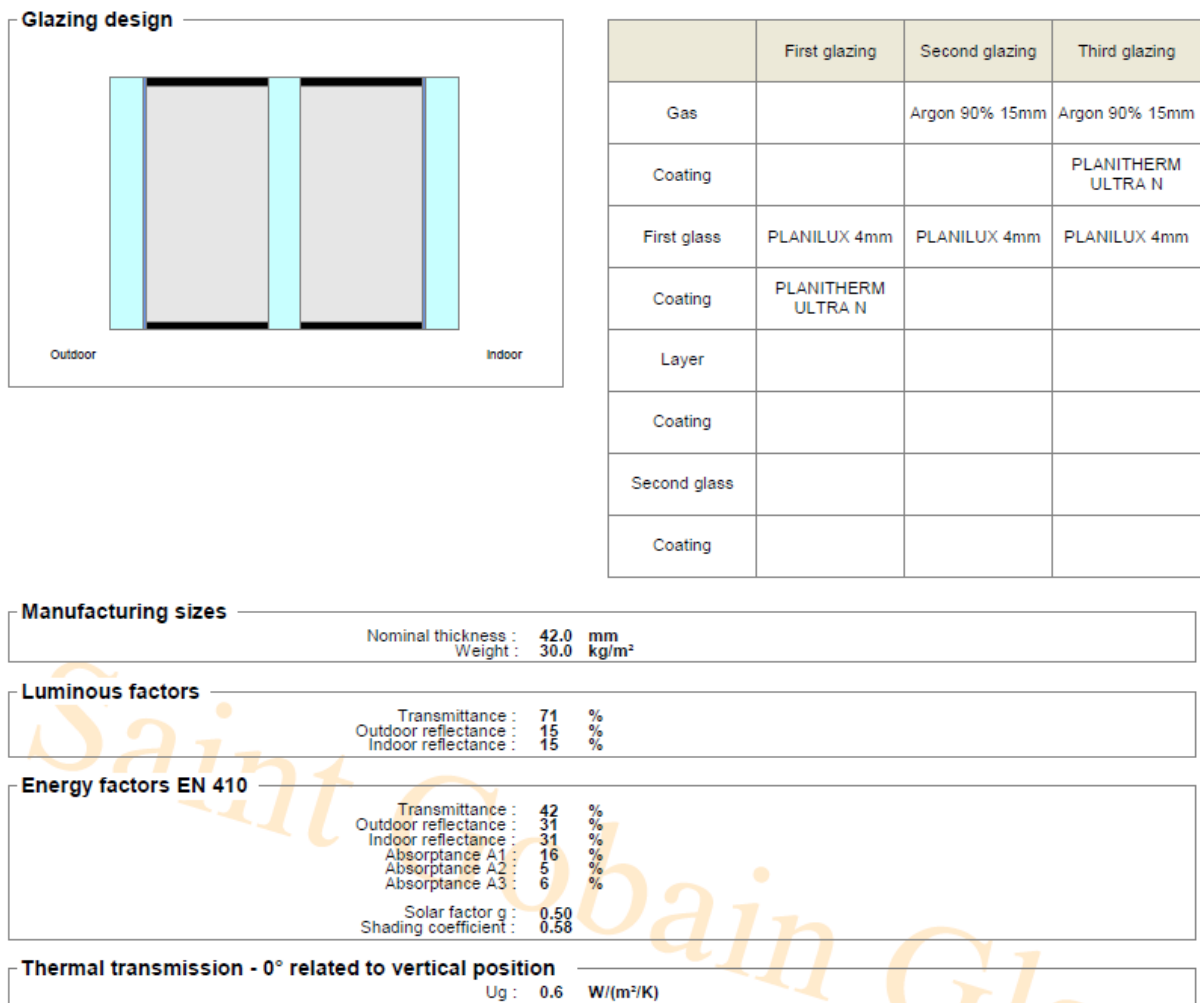 Glazing design
Outdoor
Indoor
First glazing Second glazing Third glazing
Gas Argon 90% 15mm Argon 90% 15mm
Coating PLANITHERM ULTRA N
First glass PLANILUX 4mm PLANILUX 4mm PLANILUX 4mm
Coating PLANITHERM ULTRA N
Layer
Coating
Second glass
Coating
Manufacturing sizes
Nominal thickness : 42.0 mm
Weight : 30.0 kg/m²
Luminous factors
Transmittance : 71 %
Outdoor reflectance : 15 %
Indoor reflectance : 15 %
Energy factors EN 410
Transmittance : 42 %
Outdoor reflectance : 31 %
Indoor reflectance : 31 %
Absorptance A1 : 16 %
Absorptance A2 : 5 %
Absorptance A3 : 6 %
Solar factor g : 0.50
Shading coefficient : 0.58
Thermal transmission - 0° related to vertical position
Ug : 0.6 W/(m²/K)
Saint Gobain